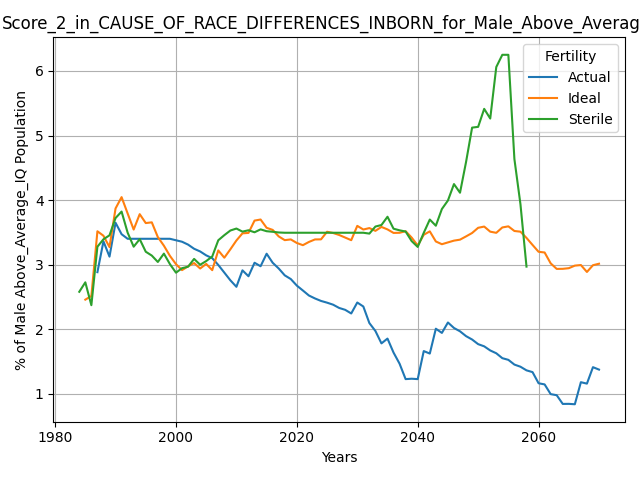 Score_2_in_CAUSE_OF_RACE_DIFFERENCES_INBORN_for_Male_Above_Averag
% of Male Above_Average_IQ Population
6
5
4
3
2
1
Fertility
Actual
Ideal
Sterile
1980
2000
2020
2040
2060
Years